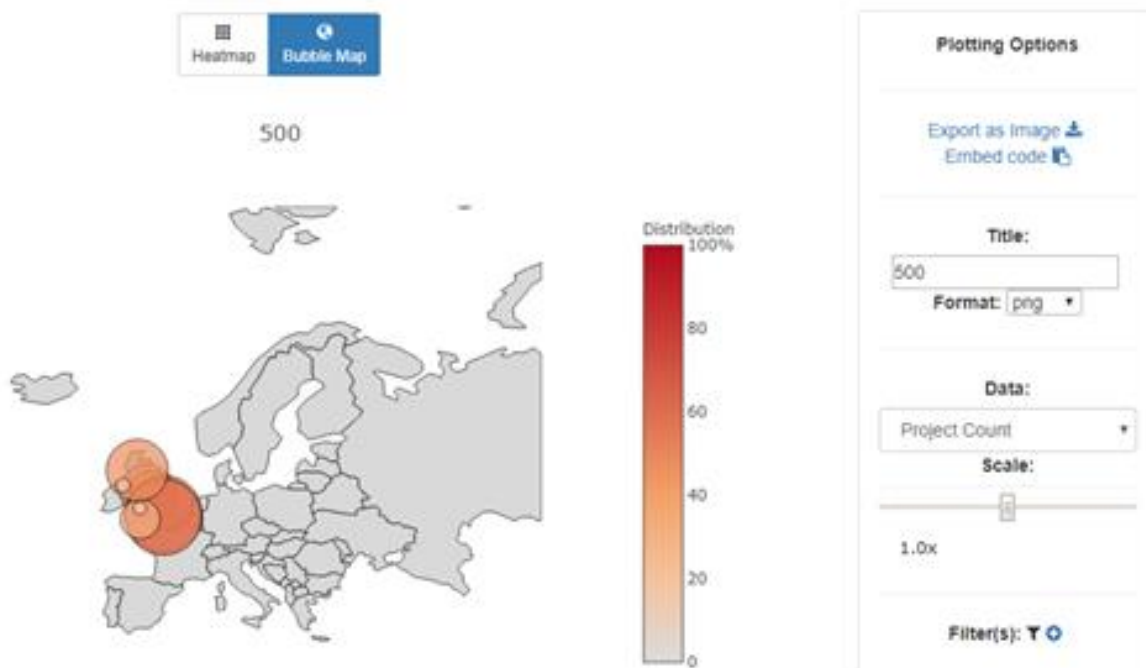 Heatmap
Bubble Map
500
Distribution
100%
80
60
40
20
0
Plotting Options
Export as Image
Embed code
Title:
500
Format: png
Data:
Project Count
Scale:
1.0x
Filter(s):